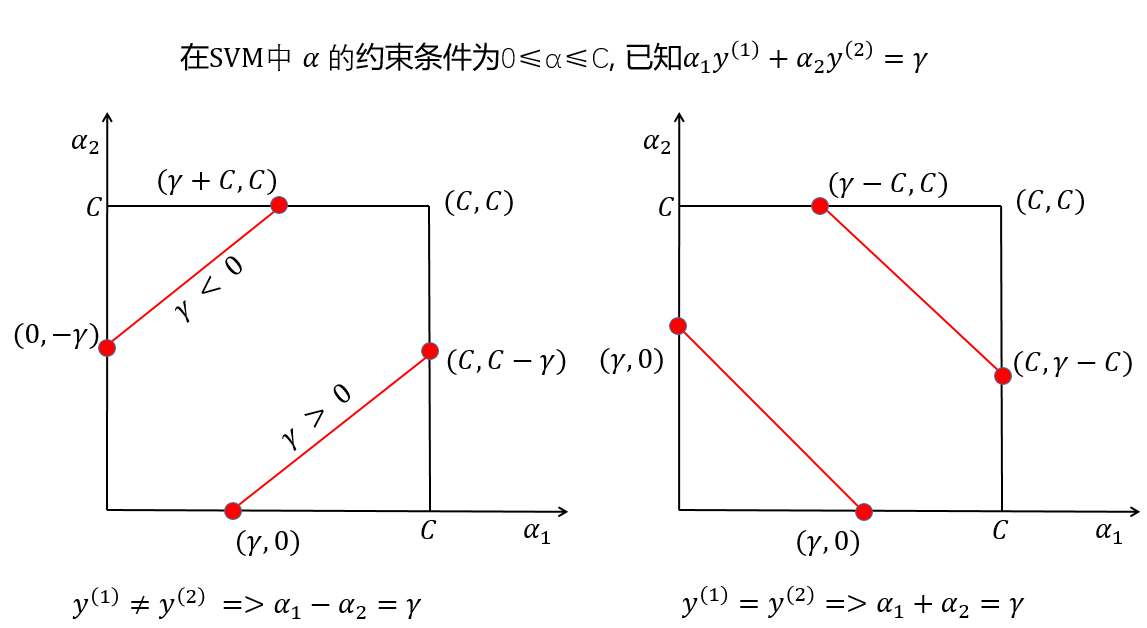 在SVM中 α 的约束条件为0≤α≤C, 已知α₁y⁽¹⁾ + α₂y⁽²⁾ = γ
α₂
(γ + C, C)
C
(C, C)
γ < 0
(0, −γ)
(C, C − γ)
γ > 0
(γ, 0)
C
α₁
y⁽¹⁾ ≠ y⁽²⁾ => α₁ − α₂ = γ
α₂
(γ − C, C)
C
(C, C)
(γ, 0)
(C, γ − C)
(γ, 0)
C
α₁
y⁽¹⁾ = y⁽²⁾ => α₁ + α₂ = γ